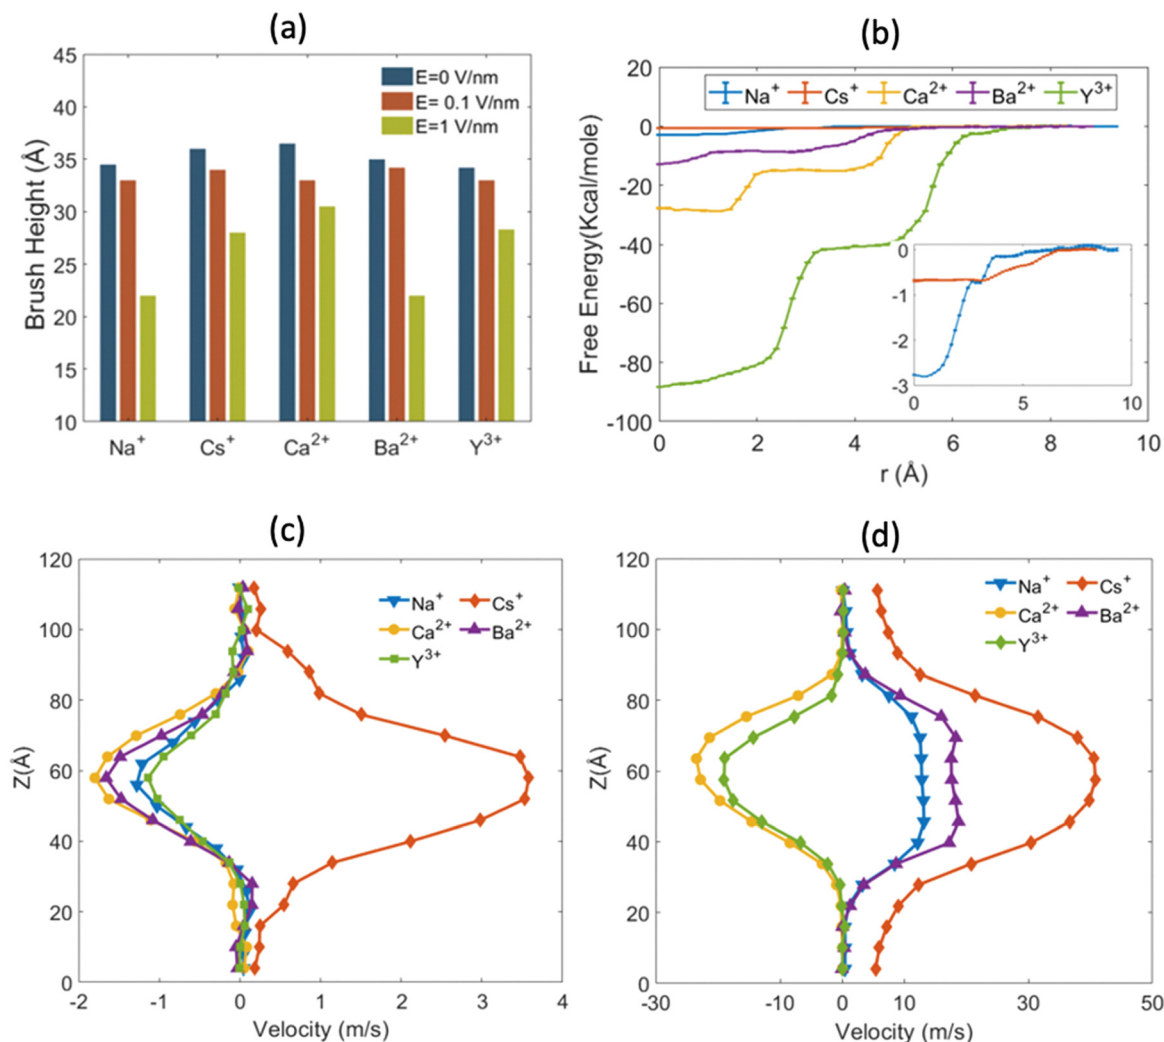 (a)
45
40
35
30
25
21
15
10
Brush Height (Å)
E=0 V/nm
E= 0.1 V/nm
E=1 V/nm
Na⁺ Cs⁺ Ca²⁺ Ba²⁺ Y³⁺
(b)
20
0
-20
-40
-60
-80
-100
Free Energy(Kcal/mole)
Na⁺ Cs⁺ Ca²⁺ Ba²⁺ Y³⁺
0
-1
-2
-3
0 5 10
0 2 4 6 8 10
r (Å)
(c)
120
100
80
60
40
20
0
Z(Å)
Na⁺ Cs⁺
Ca²⁺ Ba²⁺
Y³⁺
-2 -1 0 1 2 3 4
Velocity (m/s)
(d)
120
100
80
60
40
20
0
Z(Å)
Na⁺ Cs⁺
Ca²⁺ Ba²⁺
Y³⁺
-30 -10 0 10 30 50
Velocity (m/s)